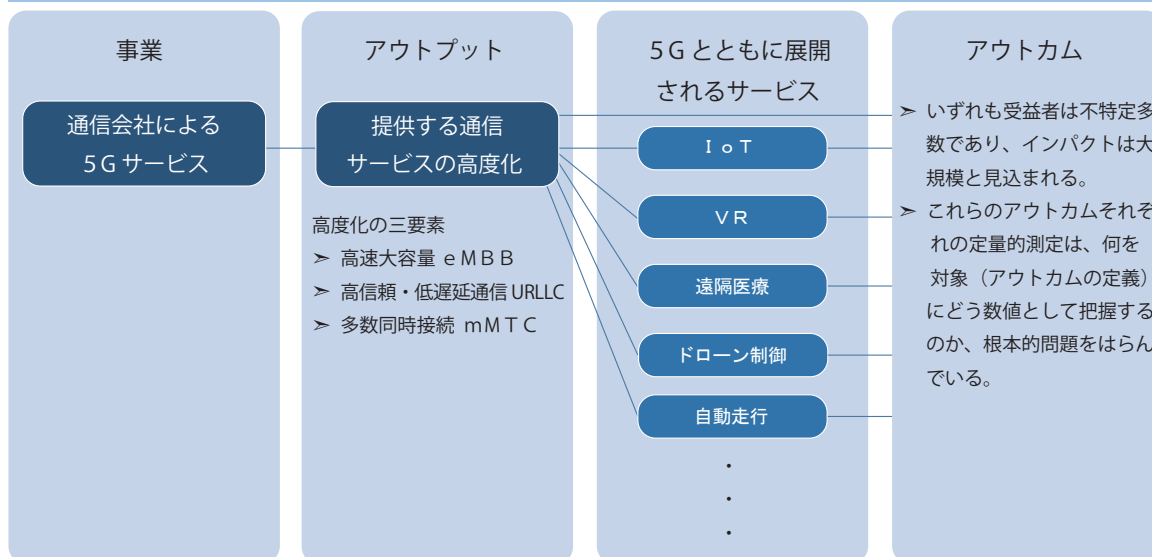 事業
通信会社による
5Gサービス
アウトプット
提供する通信
サービスの高度化
高度化の三要素
➣ 高速大容量 eMBB
➣ 高信頼・低遅延通信 URLLC
➣ 多数同時接続 mMTC
5Gとともに展開
されるサービス
IoT
VR
遠隔医療
ドローン制御
自動走行
・
・
・
アウトカム
➣ いずれも受益者は不特定多
数であり、インパクトは大
規模と見込まれる。
➣ これらのアウトカムそれぞ
れの定量的測定は、何を
対象（アウトカムの定義）
にどう数値として把握する
のか、根本的問題をはらん
でいる。